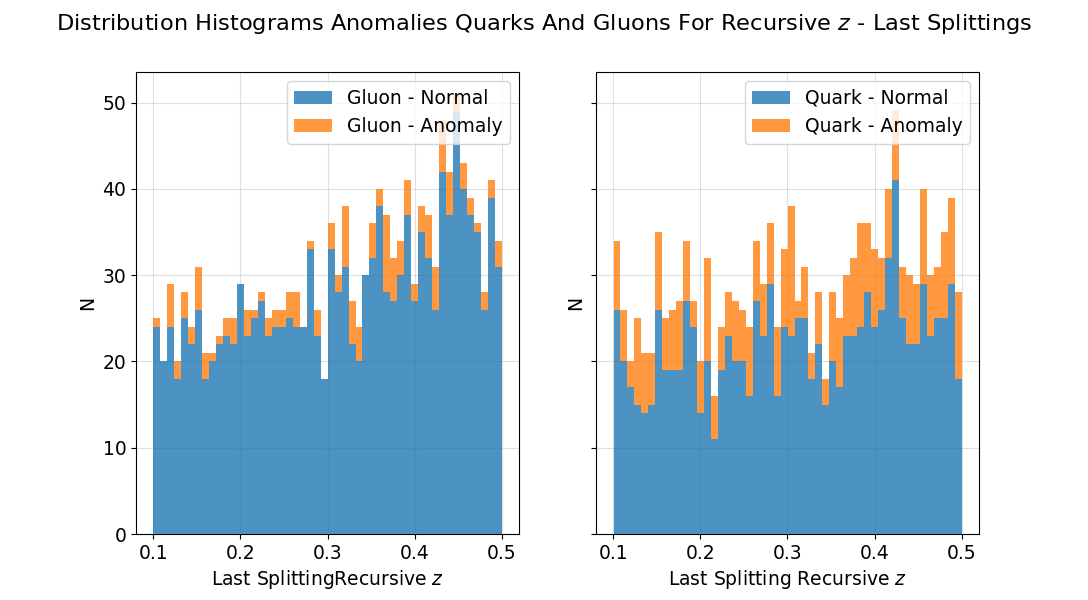 Distribution Histograms Anomalies Quarks And Gluons For Recursive z - Last Splittings
Gluon - Normal
Gluon - Anomaly
N
50
40
30
20
10
0
0.1 0.2 0.3 0.4 0.5
Last SplittingRecursive z
Quark - Normal
Quark - Anomaly
N
0.1 0.2 0.3 0.4 0.5
Last Splitting Recursive z